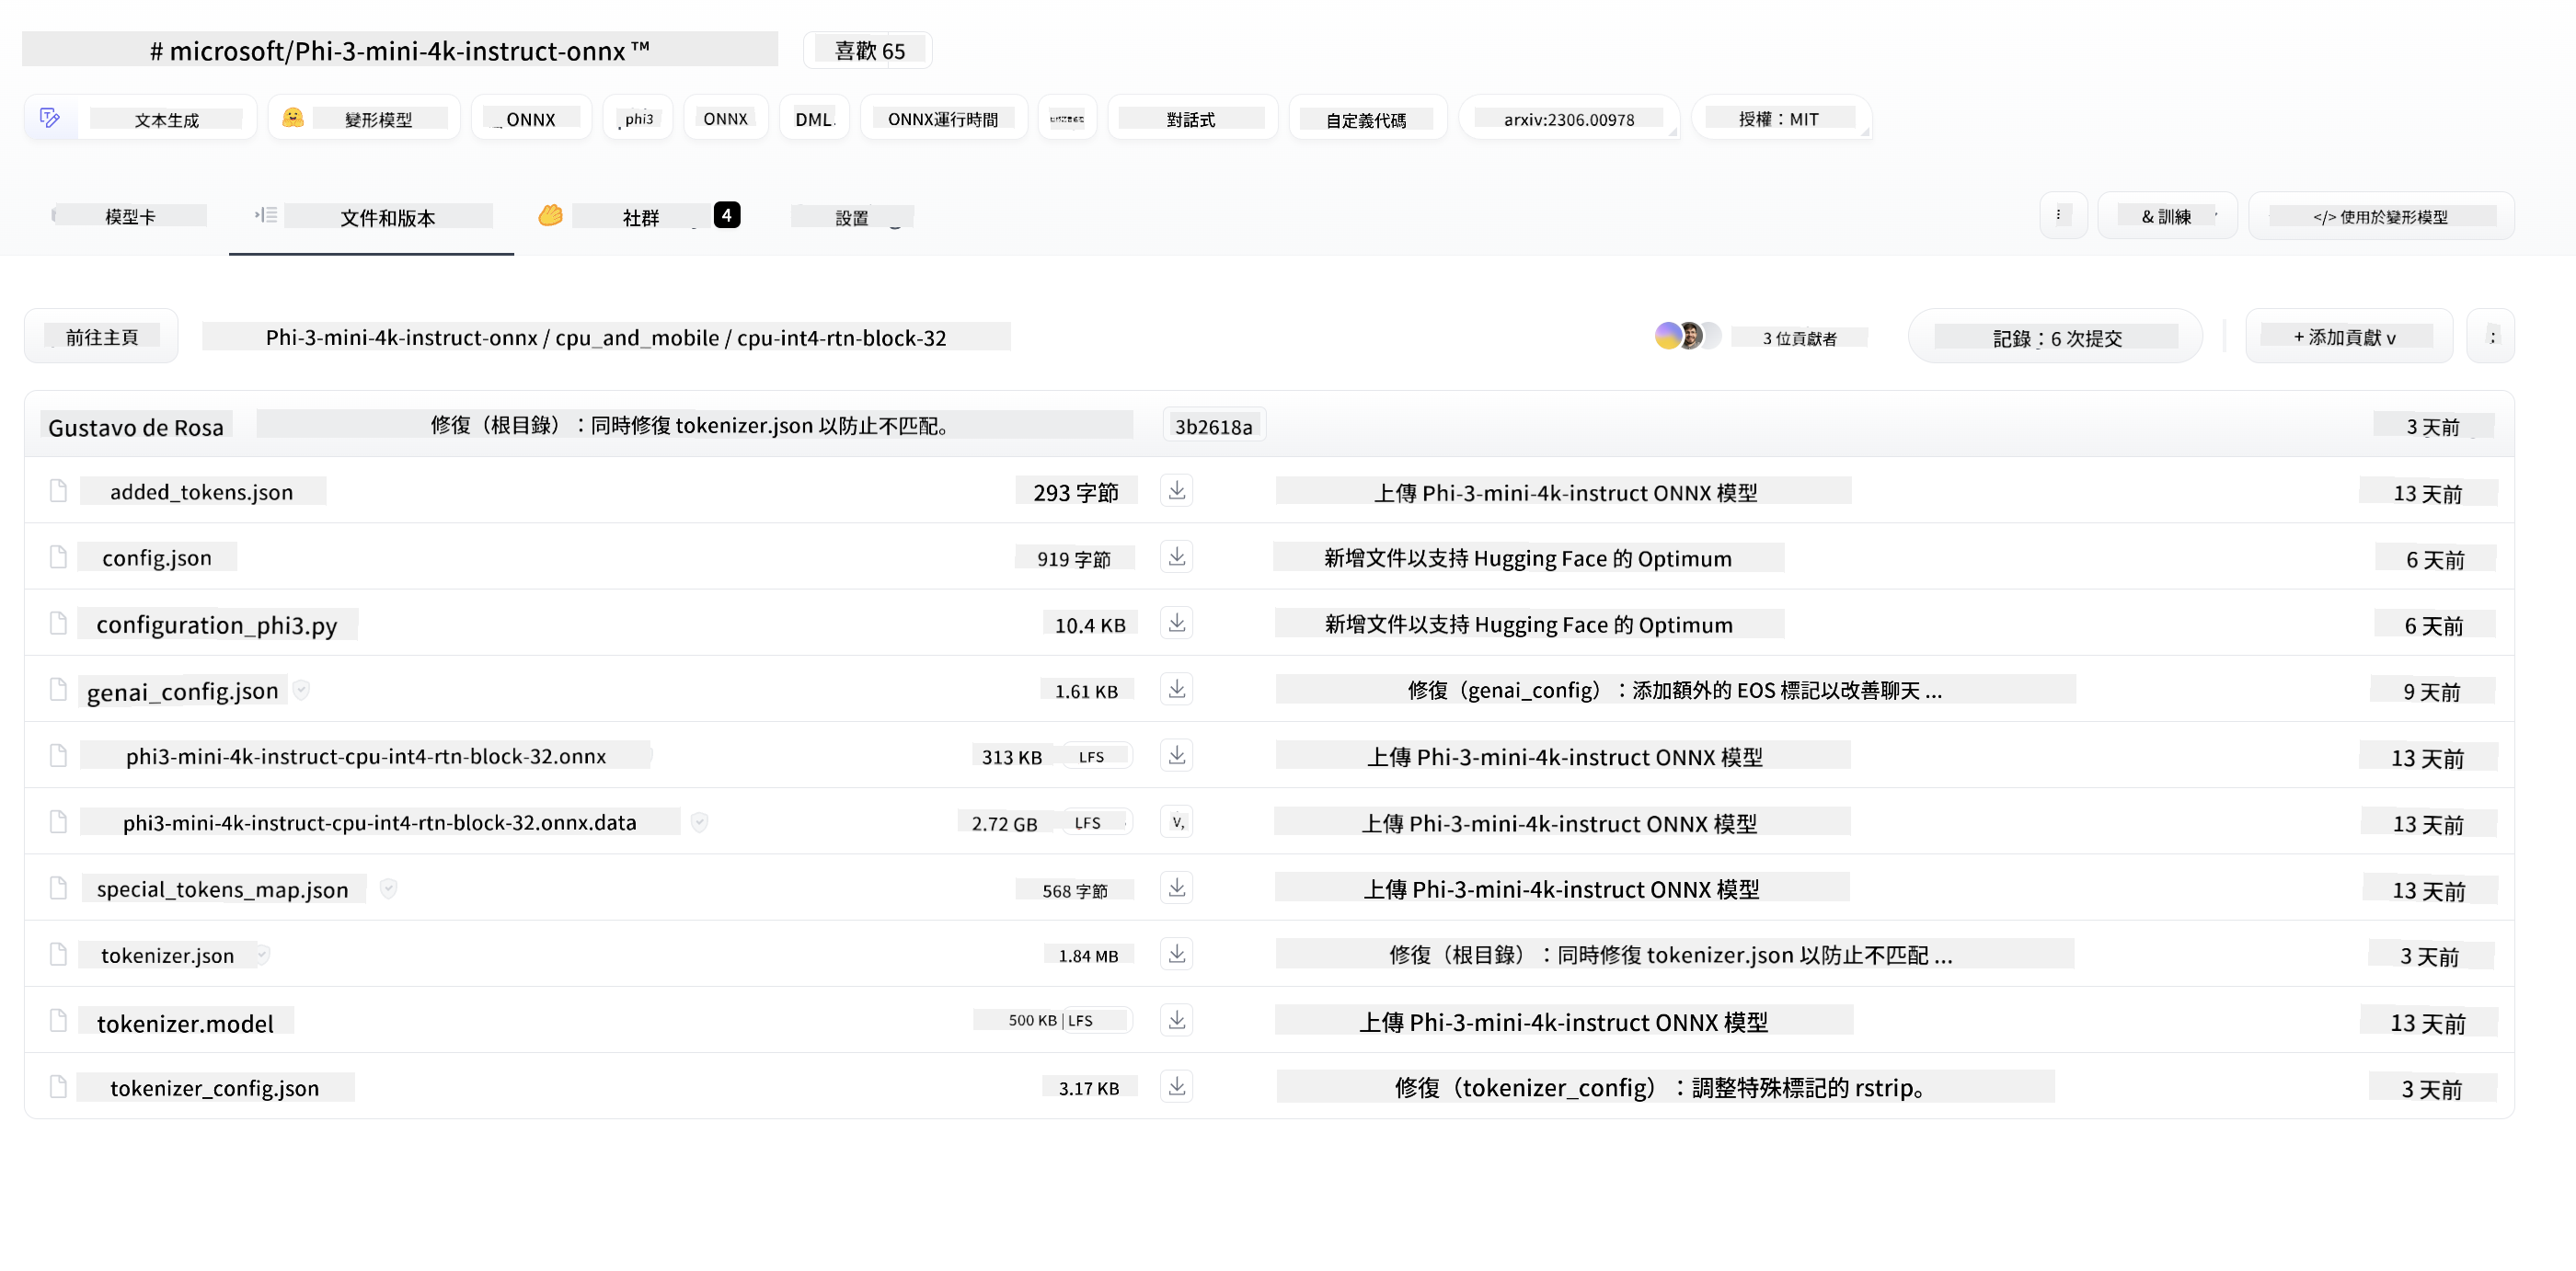 # microsoft/Phi-3-mini-4k-instruct-onnx ™ 喜歡 65
文本生成 變形模型 ONNX phi3 ONNX DML ONNX運行時間 對話式 自定義代碼 arxiv:2306.00978 授權：MIT
模型卡 文件和版本 社群 4 設置 & 訓練 </> 使用於變形模型
前往主頁 Phi-3-mini-4k-instruct-onnx / cpu_and_mobile / cpu-int4-rtn-block-32 3 位貢獻者 記錄：6 次提交 + 添加貢獻 v
Gustavo de Rosa 修復（根目錄）：同時修復 tokenizer.json 以防止不匹配。 3b2618a 3 天前
added_tokens.json 293 字節 上傳 Phi-3-mini-4k-instruct ONNX 模型 13 天前
config.json 919 字節 新增文件以支持 Hugging Face 的 Optimum 6 天前
configuration_phi3.py 10.4 KB 新增文件以支持 Hugging Face 的 Optimum 6 天前
genai_config.json 1.61 KB 修復（genai_config）：添加額外的 EOS 標記以改善聊天 ... 9 天前
phi3-mini-4k-instruct-cpu-int4-rtn-block-32.onnx 313 KB LFS 上傳 Phi-3-mini-4k-instruct ONNX 模型 13 天前
phi3-mini-4k-instruct-cpu-int4-rtn-block-32.onnx.data 2.72 GB LFS V, 上傳 Phi-3-mini-4k-instruct ONNX 模型 13 天前
special_tokens_map.json 568 字節 上傳 Phi-3-mini-4k-instruct ONNX 模型 13 天前
tokenizer.json 1.84 MB 修復（根目錄）：同時修復 tokenizer.json 以防止不匹配 ... 3 天前
tokenizer.model 500 KB | LFS 上傳 Phi-3-mini-4k-instruct ONNX 模型 13 天前
tokenizer_config.json 3.17 KB 修復（tokenizer_config）：調整特殊標記的 rstrip。 3 天前